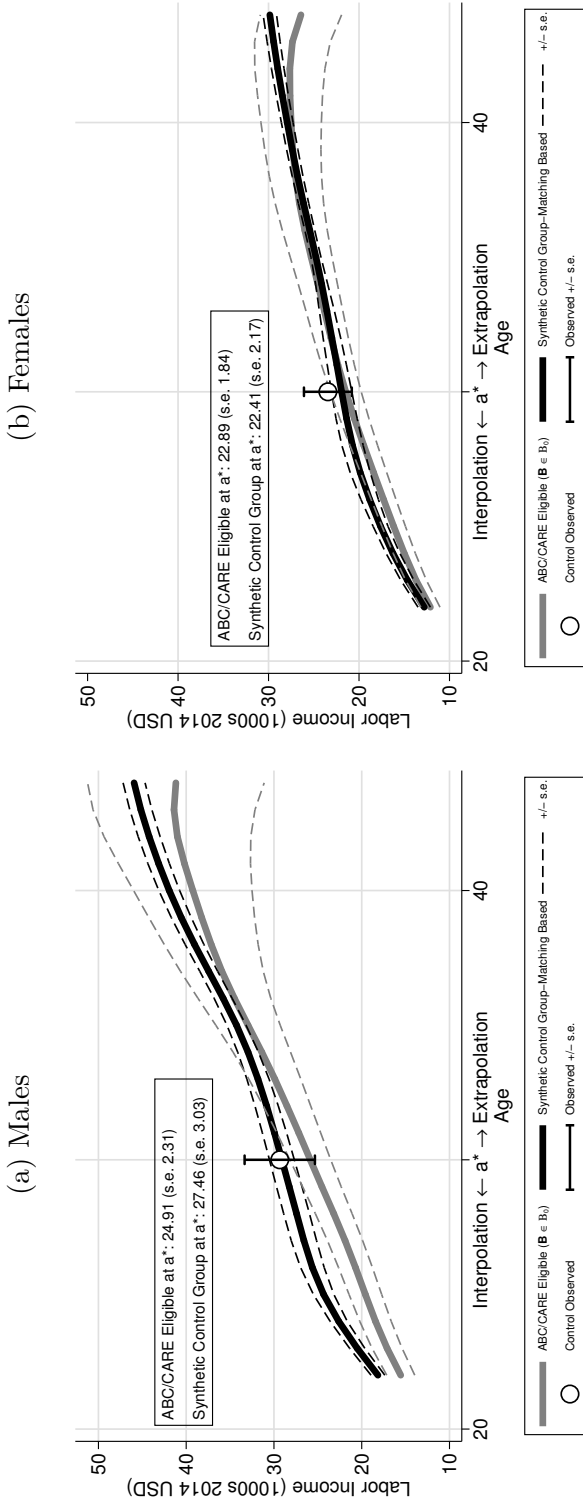 (a) Males
Labor Income (1000s 2014 USD)
50
40
30
20
10
ABC/CARE Eligible at a*: 24.91 (s.e. 2.31)
Synthetic Control Group at a*: 27.46 (s.e. 3.03)
20
Interpolation ← a* → Extrapolation
40
Age
ABC/CARE Eligible (B ∈ B₀)
Synthetic Control Group−Matching Based
+/− s.e.
Control Observed
Observed +/− s.e.
(b) Females
Labor Income (1000s 2014 USD)
50
40
30
20
10
ABC/CARE Eligible at a*: 22.89 (s.e. 1.84)
Synthetic Control Group at a*: 22.41 (s.e. 2.17)
20
Interpolation ← a* → Extrapolation
40
Age
ABC/CARE Eligible (B ∈ B₀)
Synthetic Control Group−Matching Based
+/− s.e.
Control Observed
Observed +/− s.e.